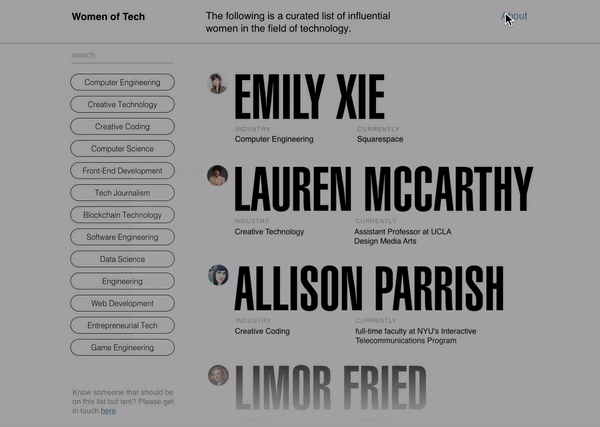 Women of Tech
The following is a curated list of influential
women in the field of technology.
About
search
Computer Engineering
Creative Technology
Creative Coding
Computer Science
Front-End Development
Tech Journalism
Blockchain Technology
Software Engineering
Data Science
Engineering
Web Development
Entrepreneurial Tech
Game Engineering
Know someone that should be
on this list but isnt? Please get
in touch here
EMILY XIE
INDUSTRY
CURRENTLY
Computer Engineering
Squarespace
LAUREN MCCARTHY
INDUSTRY
CURRENTLY
Creative Technology
Assistant Professor at UCLA
Design Media Arts
ALLISON PARRISH
INDUSTRY
CURRENTLY
Creative Coding
full-time faculty at NYU's Interactive
Telecommunications Program
LIMOR FRIED